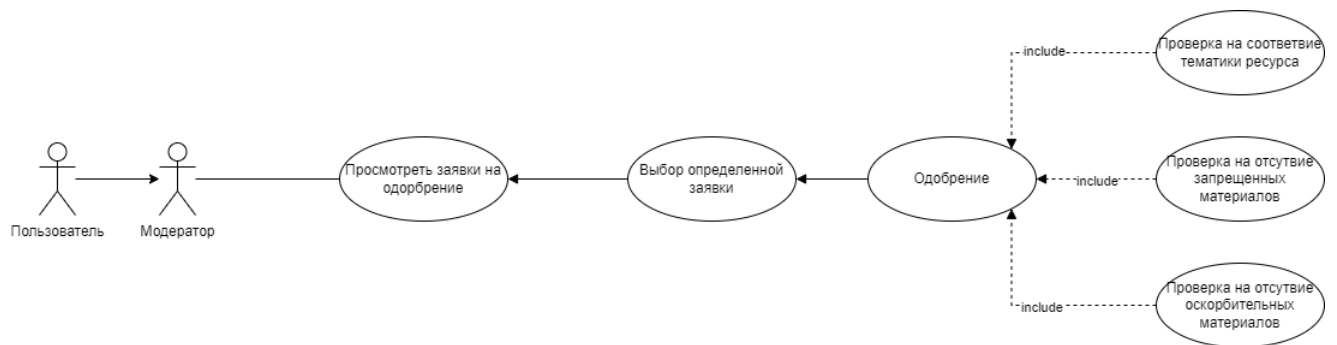 Пользователь
Модератор
Просмотреть заявки на
одорбрение
Выбор определенной
заявки
Одобрение
include
Проверка на соответвие
тематики ресурса
include
Проверка на отсутвие
запрещенных
материалов
include
Проверка на отсутвие
оскорбительных
материалов